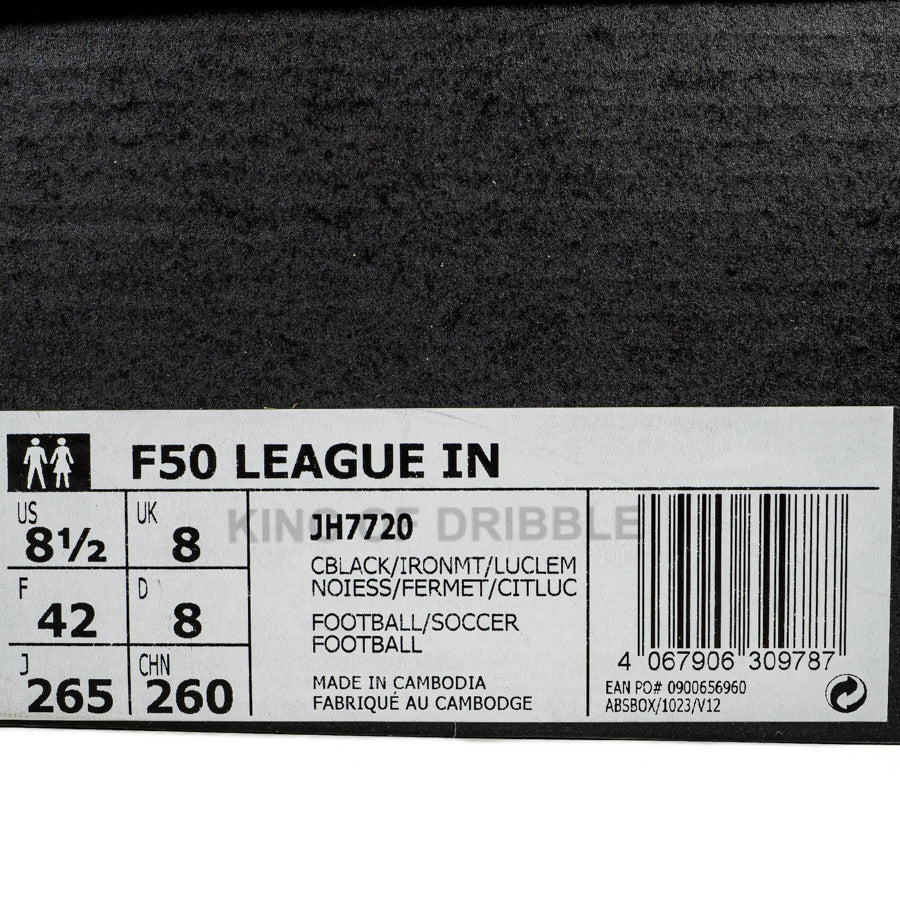 F50 LEAGUE IN
US 8½
UK 8
F 42
D 8
J 265
CHN 260
KING OF DRIBBLE
JH7720
CBLACK/IRONMT/LUCLEM
NOIESS/FERMET/CITLUC
FOOTBALL/SOCCER
FOOTBALL
MADE IN CAMBODIA
FABRIQUÉ AU CAMBODGE
4 067906 309787
EAN PO# 0900656960
ABSBOX/1023/V12